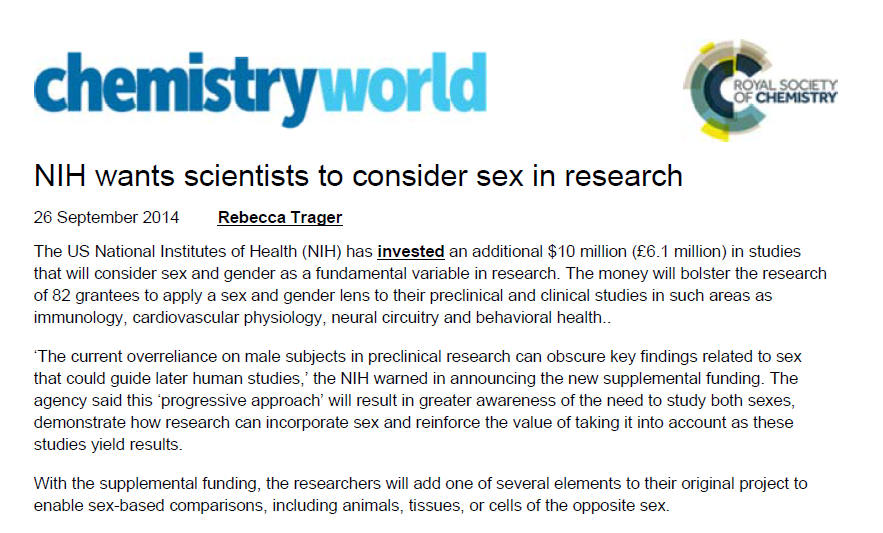 chemistryworld
ROYAL SOCIETY
OF CHEMISTRY
NIH wants scientists to consider sex in research
26 September 2014 Rebecca Trager
The US National Institutes of Health (NIH) has invested an additional $10 million (£6.1 million) in studies
that will consider sex and gender as a fundamental variable in research. The money will bolster the research
of 82 grantees to apply a sex and gender lens to their preclinical and clinical studies in such areas as
immunology, cardiovascular physiology, neural circuitry and behavioral health..
‘The current overreliance on male subjects in preclinical research can obscure key findings related to sex
that could guide later human studies,’ the NIH warned in announcing the new supplemental funding. The
agency said this ‘progressive approach’ will result in greater awareness of the need to study both sexes,
demonstrate how research can incorporate sex and reinforce the value of taking it into account as these
studies yield results.
With the supplemental funding, the researchers will add one of several elements to their original project to
enable sex-based comparisons, including animals, tissues, or cells of the opposite sex.